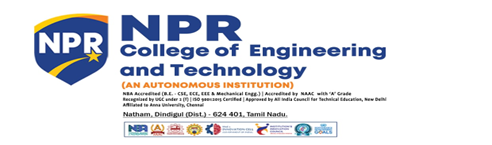 NPR
NPR
College of Engineering
and Technology
(AN AUTONOMOUS INSTITUTION)
NBA Accredited (B.E. - CSE, ECE, EEE & Mechanical Engg.) | Accredited by NAAC with 'A' Grade
Recognized by UGC under 2 (f) | ISO 9001:2015 Certified | Approved by All India Council for Technical Education, New Delhi
Affiliated to Anna University, Chennai
Natham, Dindigul (Dist.) - 624 401, Tamil Nadu.